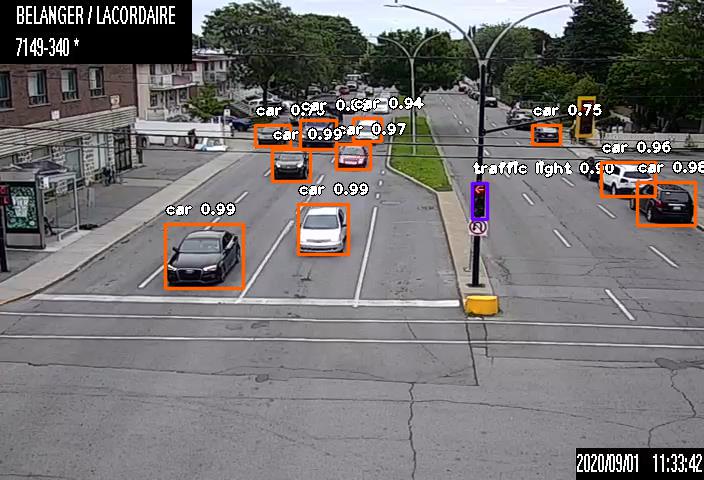 BELANGER / LACORDAIRE
7149-340 *
car 0.94
car 0.75
car 0.99
car 0.97
car 0.96
traffic light 0.90
car 0.98
car 0.99
car 0.99
2020/09/01 11:33:42